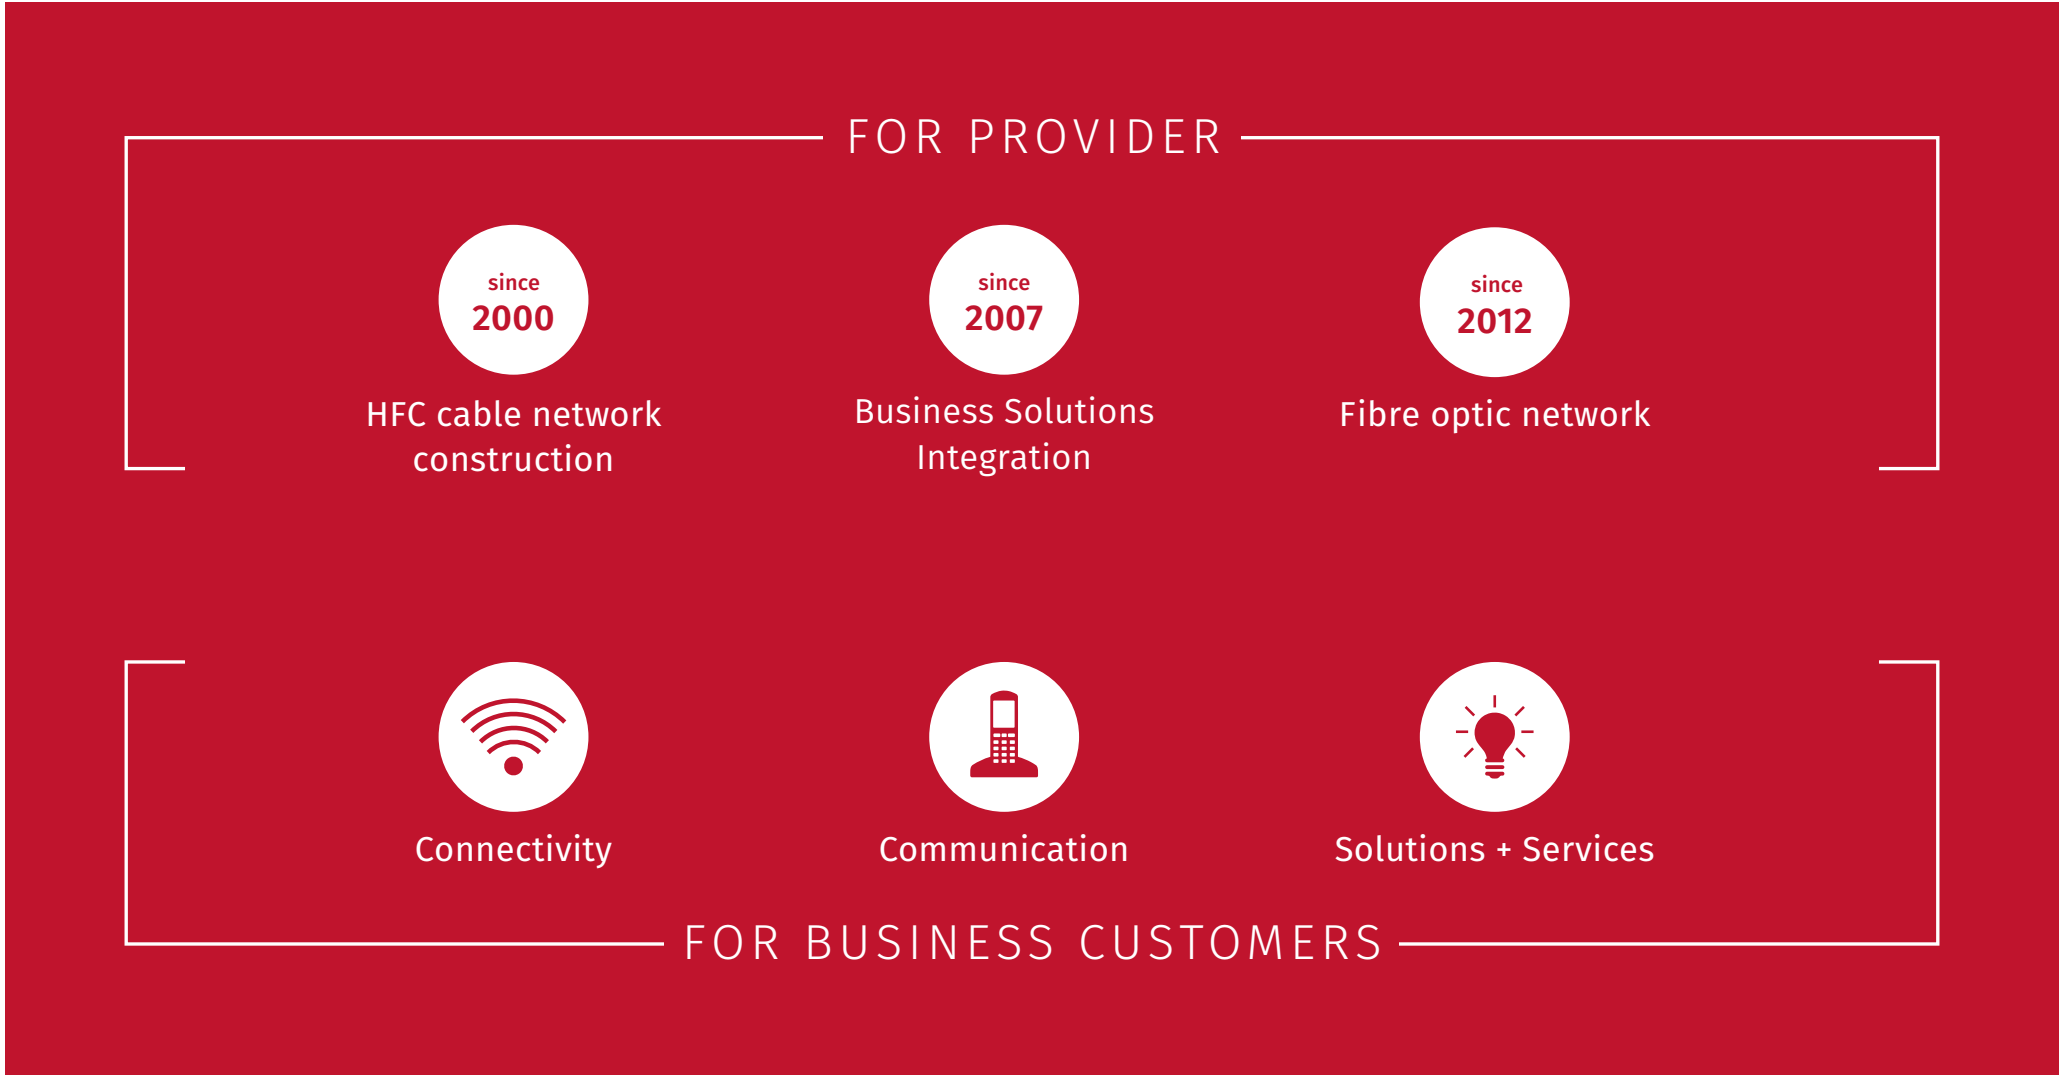 FOR PROVIDER
since
2000
HFC cable network
construction
since
2007
Business Solutions
Integration
since
2012
Fibre optic network
Connectivity
Communication
Solutions + Services
FOR BUSINESS CUSTOMERS